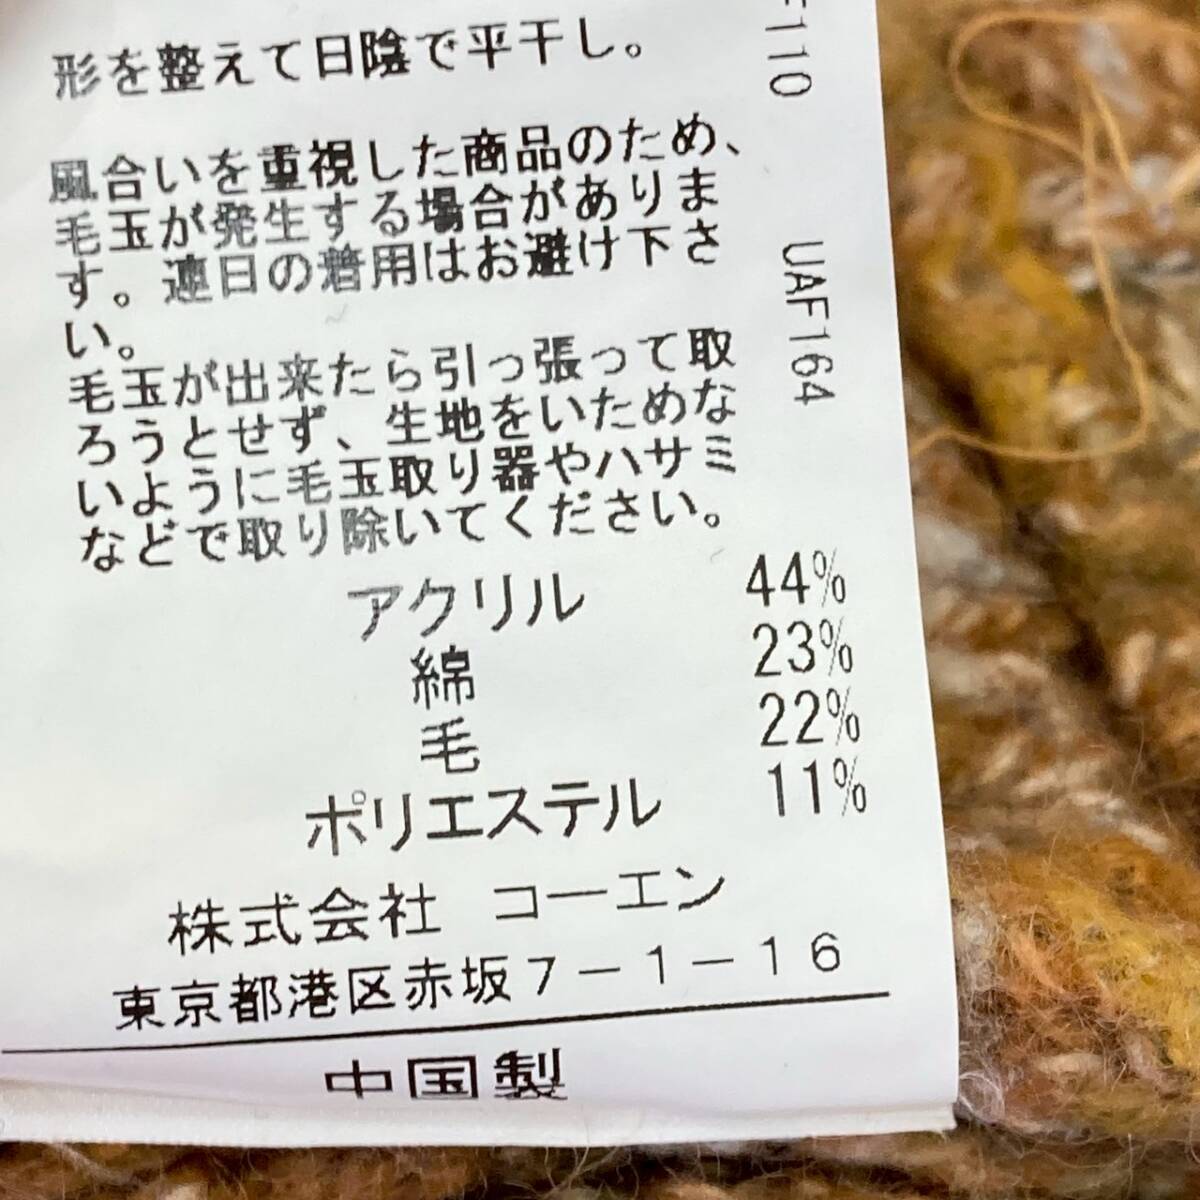 形を整えて日陰で平干し。
風合いを重視した商品のため、
毛玉が発生する場合がありま
す。連日の着用はお避け下さ
い。
毛玉が出来たら引っ張って取
ろうとせず、生地をいためな
いように毛玉取り器やハサミ
などで取り除いてください。
アクリル 44%
綿 23%
毛 22%
ポリエステル 11%
株式会社 コーエン
東京都港区赤坂7-1-16
中国製
F110
UAF164